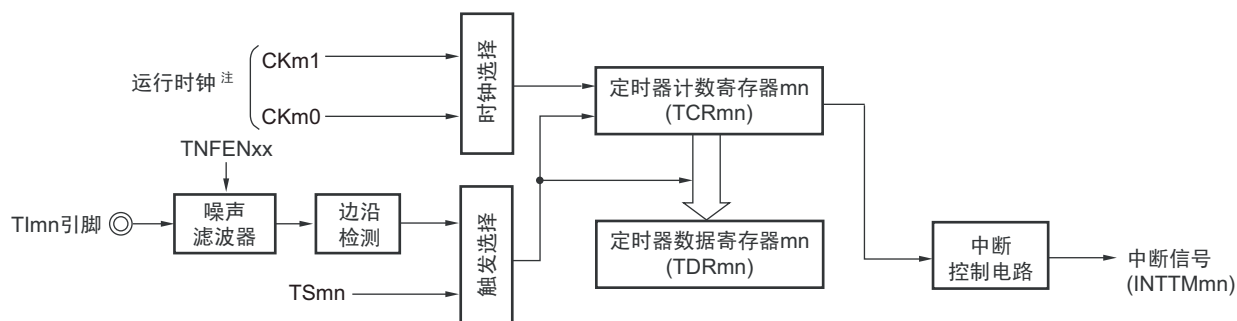 运行时钟 注
CKm1
CKm0
时钟选择
定时器计数寄存器mn
(TCRmn)
TNFENxx
TImn引脚
噪声
滤波器
边沿
检测
TSmn
触发选择
定时器数据寄存器mn
(TDRmn)
中断
控制电路
中断信号
(INTTMmn)